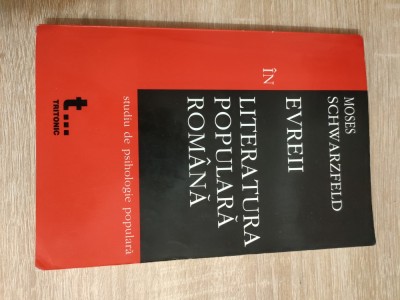 MOSES
SCHWARZFELD
EVREII
ÎN
LITERATURA
POPULARĂ
ROMÂNĂ
studiu de psihologie populară
t...
TRITONIC